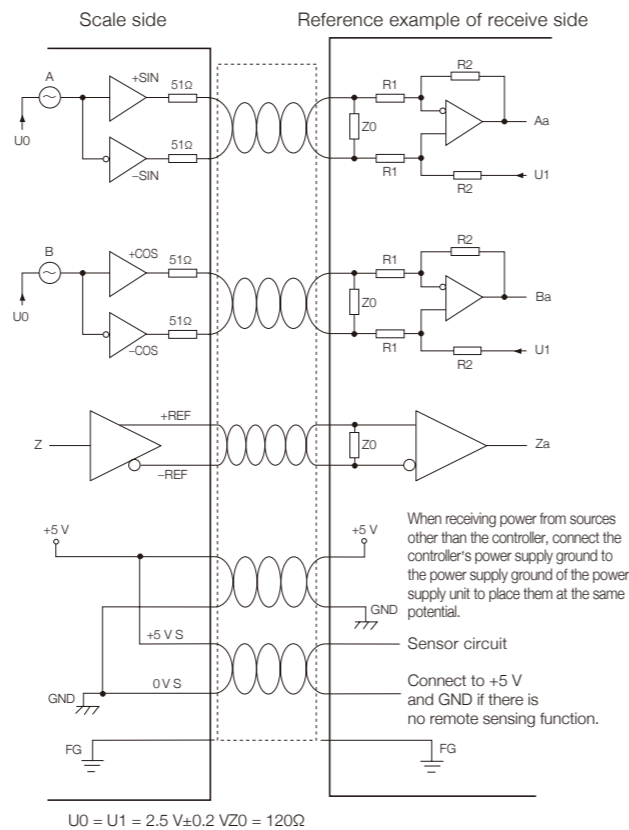 Scale side
Reference example of receive side
A
+SIN
51Ω
U0
51Ω
–SIN
R1
R2
Z0
Aa
R1
U1
R2
B
+COS
51Ω
U0
51Ω
–COS
R1
R2
Z0
Ba
R1
U1
R2
+REF
Z
–REF
Z0
Za
+5 V
+5 V
When receiving power from sources
other than the controller, connect the
controller's power supply ground to
the power supply ground of the power
supply unit to place them at the same
potential.
GND
+5 V S
Sensor circuit
0V S
GND
Connect to +5 V
and GND if there is
no remote sensing function.
FG
FG
U0 = U1 = 2.5 V±0.2 VZ0 = 120Ω